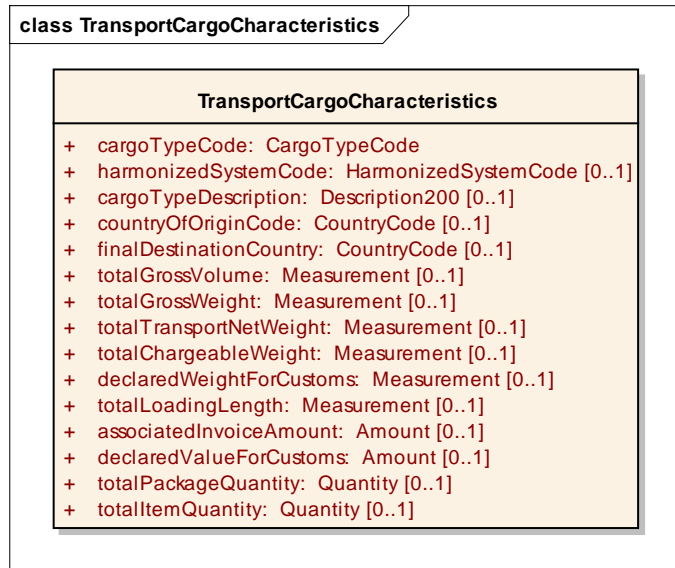 class TransportCargoCharacteristics
TransportCargoCharacteristics
+ cargoTypeCode: CargoTypeCode
+ harmonizedSystemCode: HarmonizedSystemCode [0..1]
+ cargoTypeDescription: Description200 [0..1]
+ countryOfOriginCode: CountryCode [0..1]
+ finalDestinationCountry: CountryCode [0..1]
+ totalGrossVolume: Measurement [0..1]
+ totalGrossWeight: Measurement [0..1]
+ totalTransportNetWeight: Measurement [0..1]
+ totalChargeableWeight: Measurement [0..1]
+ declaredWeightForCustoms: Measurement [0..1]
+ totalLoadingLength: Measurement [0..1]
+ associatedInvoiceAmount: Amount [0..1]
+ declaredValueForCustoms: Amount [0..1]
+ totalPackageQuantity: Quantity [0..1]
+ totalItemQuantity: Quantity [0..1]